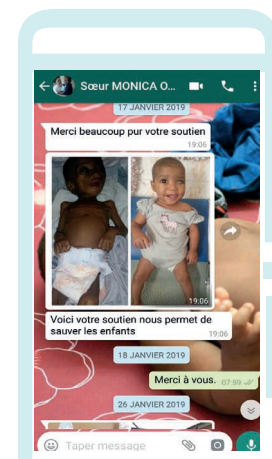 Sœur MONICA O...
17 JANVIER 2019
Merci beaucoup pur votre soutien
19:06
19:06
Voici votre soutien nous permet de
sauver les enfants
19:06
18 JANVIER 2019
Merci à vous.
07:59
26 JANVIER 2019
Taper message